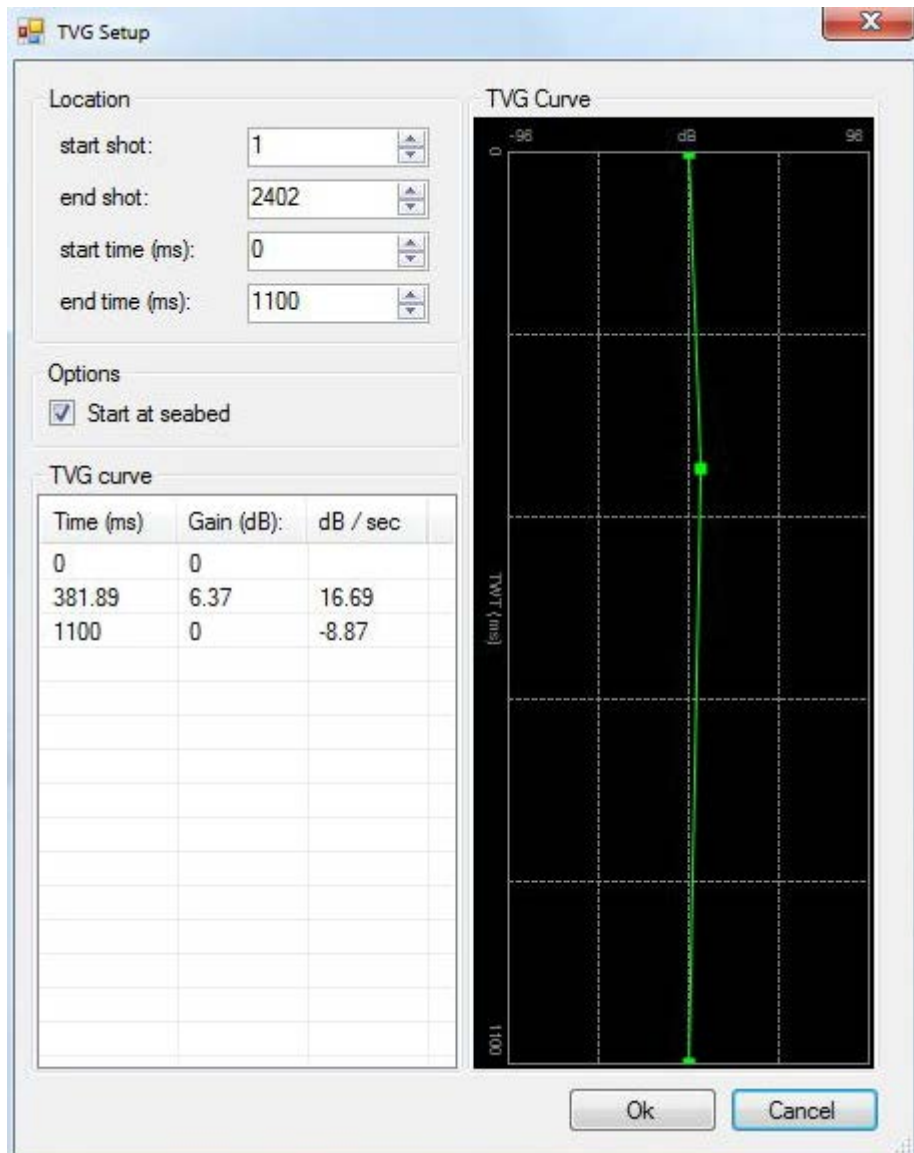 TVG Setup
Location
start shot: 1
end shot: 2402
start time (ms): 0
end time (ms): 1100
Options
Start at seabed
TVG curve
Time (ms) Gain (dB): dB / sec
0 0
381.89 6.37 16.69
1100 0 -8.87
TVG Curve
-96 dB 96
0
TWT (ms)
1100
Ok Cancel